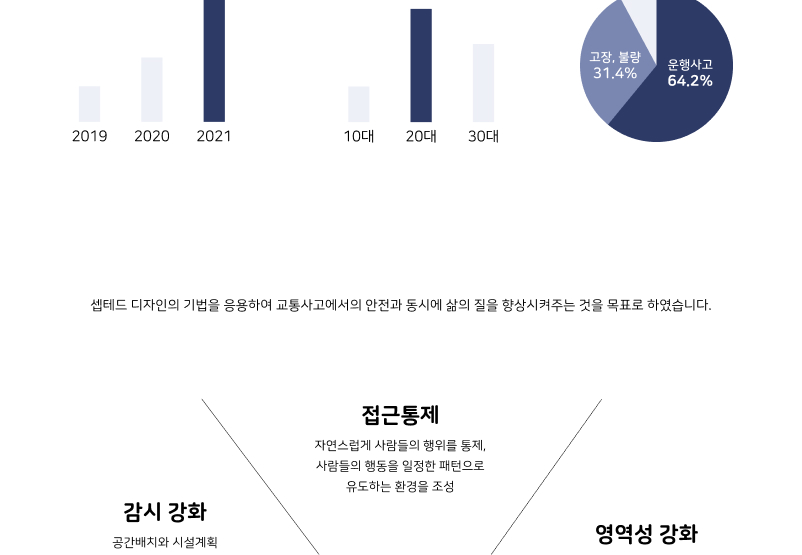 고장, 불량
31.4%
운행사고
64.2%
2019 2020 2021
10대 20대 30대
셉테드 디자인의 기법을 응용하여 교통사고에서의 안전과 동시에 삶의 질을 향상시켜주는 것을 목표로 하였습니다.
접근통제
자연스럽게 사람들의 행위를 통제,
사람들의 행동을 일정한 패턴으로
유도하는 환경을 조성
감시 강화
공간배치와 시설계획
영역성 강화